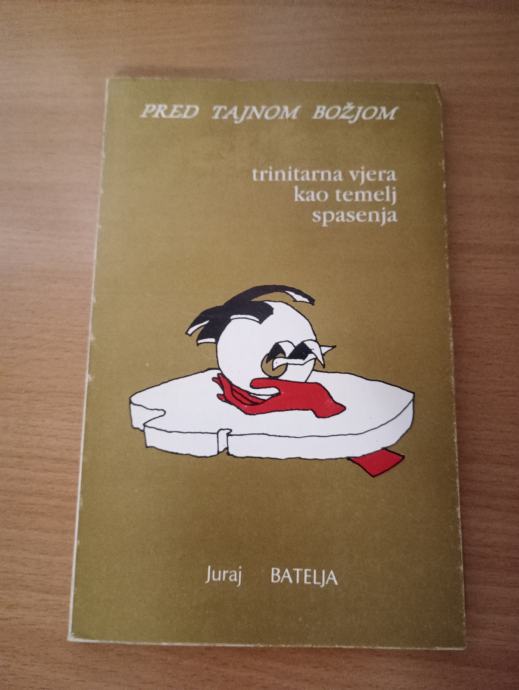 PRED TAJNOM BOŽJOM
trinitarna vjera
kao temelj
spasenja
Juraj BATELJA